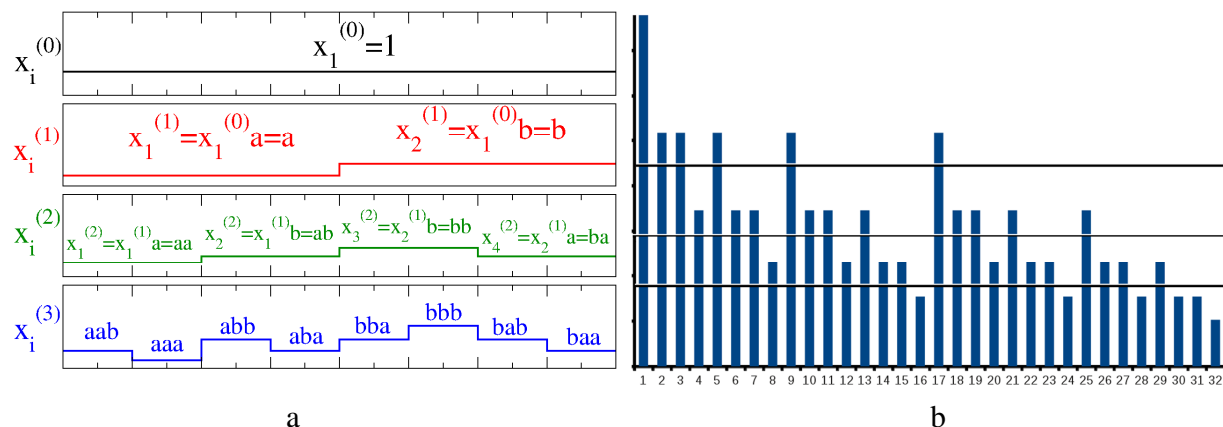 x_i^(0)
x_1^(0)=1
x_i^(1)
x_1^(1)=x_1^(0)a=a
x_2^(1)=x_1^(0)b=b
x_i^(2)
x_1^(2)=x_1^(1)a=aa
x_2^(2)=x_1^(1)b=ab
x_3^(2)=x_2^(1)b=bb
x_4^(2)=x_2^(1)a=ba
x_i^(3)
aab aaa abb aba bba bbb bab baa
a
1 2 3 4 5 6 7 8 9 10 11 12 13 14 15 16 17 18 19 20 21 22 23 24 25 26 27 28 29 30 31 32
b